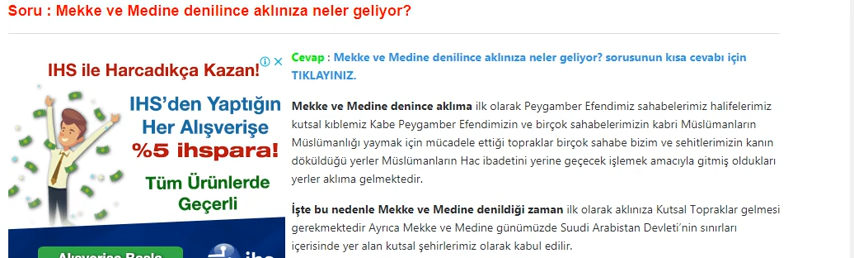 Soru : Mekke ve Medine denilince aklınıza neler geliyor?
IHS ile Harcadıkça Kazan!
IHS'den Yaptığın
Her Alışverişe
%5 ihspara!
Tüm Ürünlerde
Geçerli
Alışverişe Başla
ihs
Cevap : Mekke ve Medine denilince aklınıza neler geliyor? sorusunun kısa cevabı için
TIKLAYINIZ.
Mekke ve Medine denince aklıma ilk olarak Peygamber Efendimiz sahabelerimiz halifelerimiz
kutsal kıblemiz Kabe Peygamber Efendimizin ve birçok sahabelerimizin kabri Müslümanların
Müslümanlığı yaymak için mücadele ettiği topraklar birçok sahabe bizim ve sehitlerimizin kanın
döküldüğü yerler Müslümanların Hac ibadetini yerine geçecek işlemek amacıyla gitmiş oldukları
yerler aklıma gelmektedir.
İşte bu nedenle Mekke ve Medine denildiği zaman ilk olarak aklınıza Kutsal Topraklar gelmesi
gerekmektedir Ayrıca Mekke ve Medine günümüzde Suudi Arabistan Devleti'nin sınırları
içerisinde yer alan kutsal şehirlerimiz olarak kabul edilir.